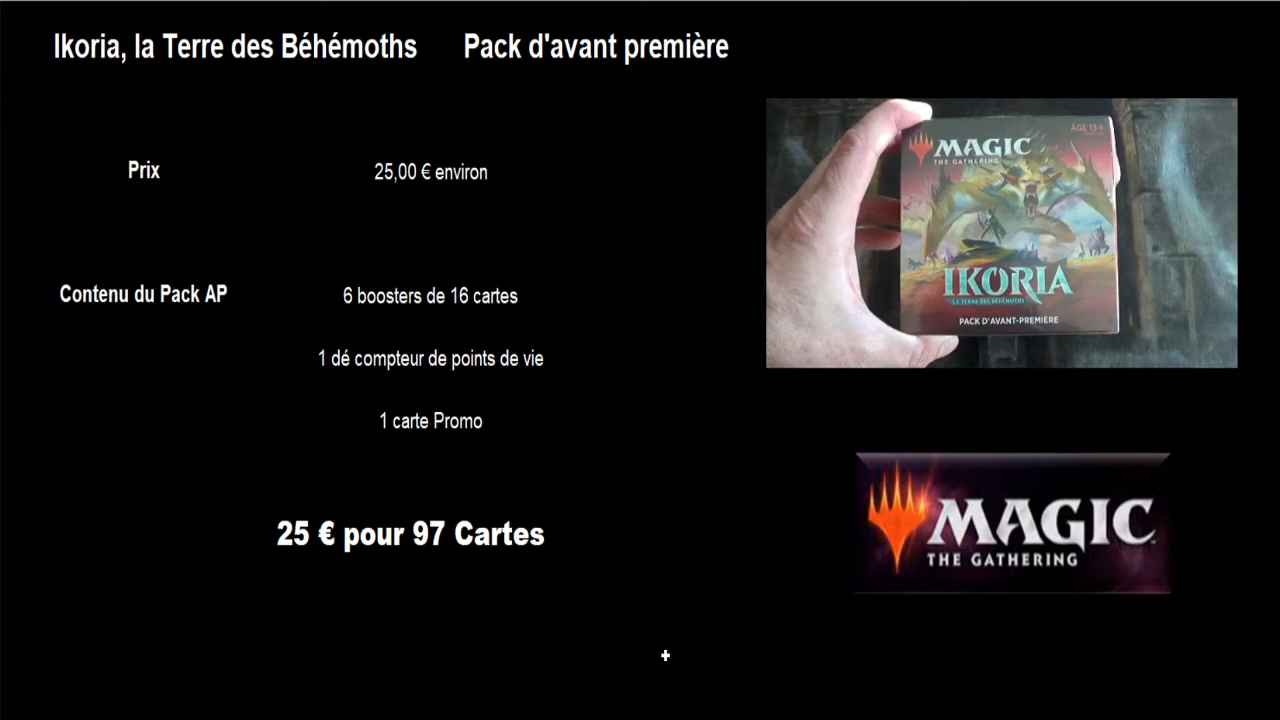 Ikoria, la Terre des Béhémoths Pack d'avant première
Prix 25,00 € environ
Contenu du Pack AP 6 boosters de 16 cartes
1 dé compteur de points de vie
1 carte Promo
25 € pour 97 Cartes
ÂGE 13+
MAGIC
THE GATHERING
IKORIA
LA TERRE DES BÉHÉMOTHS
PACK D'AVANT-PREMIÈRE
MAGIC
THE GATHERING